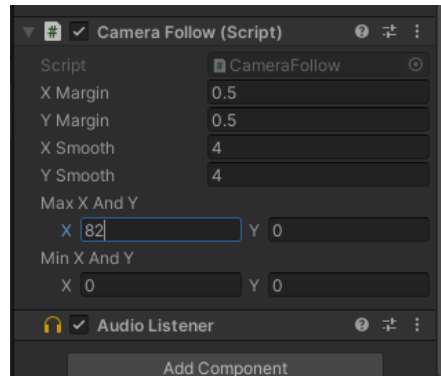 # Camera Follow (Script)
Script # CameraFollow
X Margin 0.5
Y Margin 0.5
X Smooth 4
Y Smooth 4
Max X And Y
X 82 Y 0
Min X And Y
X 0 Y 0
Audio Listener
Add Component